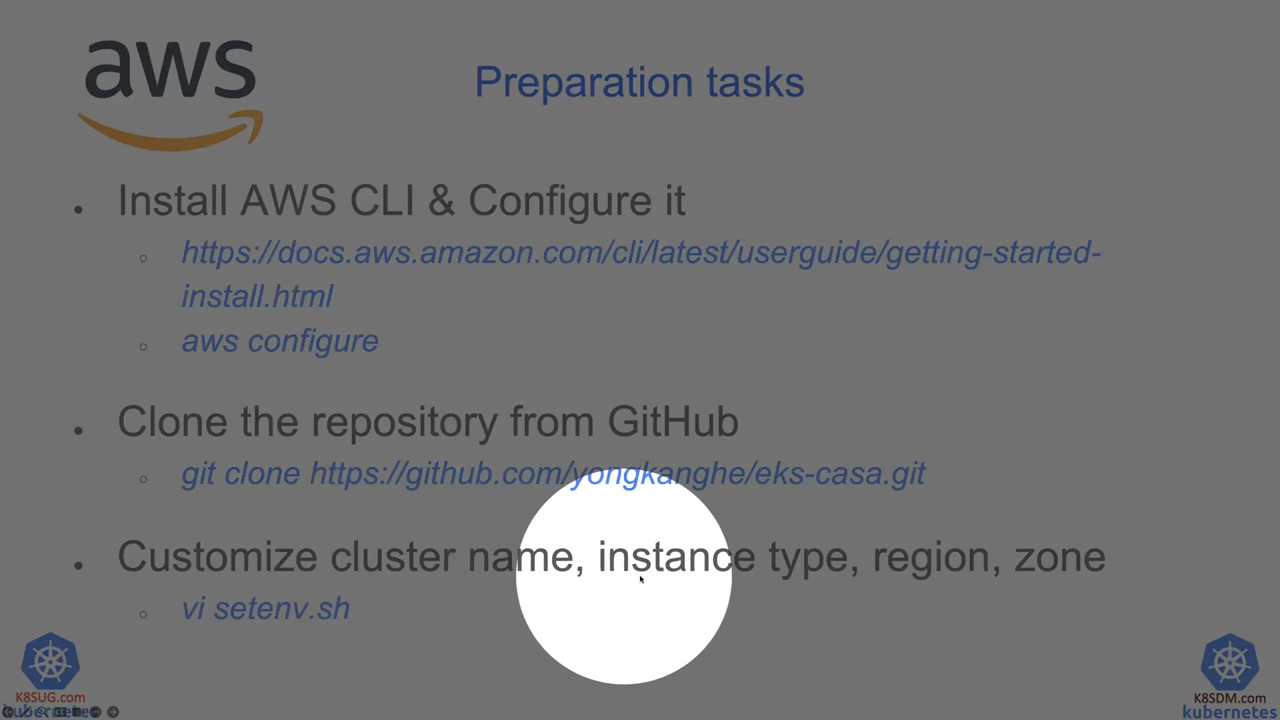 aws
Preparation tasks
Install AWS CLI & Configure it
https://docs.aws.amazon.com/cli/latest/userguide/getting-started-
install.html
aws configure
Clone the repository from GitHub
git clone https://github.com/yongkanghe/eks-casa.git
Customize cluster name, instance type, region, zone
vi setenv.sh
K8SUG.com
kubernetes
K8SDM.com
kubernetes